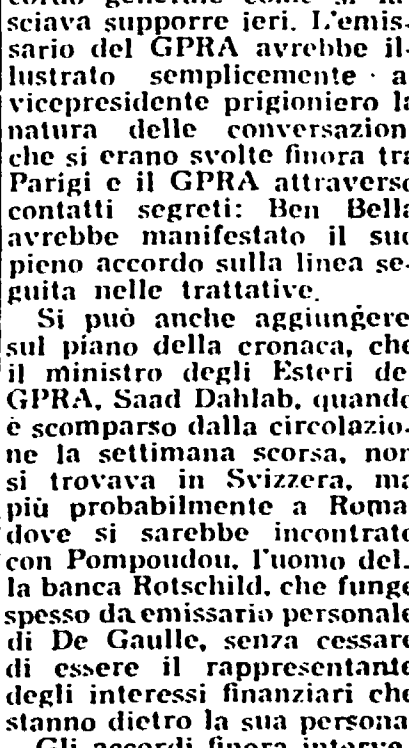 sciava supporre ieri. L'emis-
sario del GPRA avrebbe il-
lustrato semplicemente a
vicepresidente prigioniero la
natura delle conversazion
che si erano svolte finora tra
Parigi e il GPRA attraverso
contatti segreti: Ben Bella
avrebbe manifestato il suo
pieno accordo sulla linea se-
guita nelle trattative.
Si può anche aggiungere
sul piano della cronaca, che
il ministro degli Esteri de
GPRA, Saad Dahlab, quando
è scomparso dalla circolazio-
ne la settimana scorsa, non
si trovava in Svizzera, ma
più probabilmente a Roma
dove si sarebbe incontrato
con Pompoudou, l'uomo del-
la banca Rotschild, che funge
spesso da emissario personale
di De Gaulle, senza cessare
di essere il rappresentante
degli interessi finanziari che
stanno dietro la sua persona
Gli accordi finora interve-